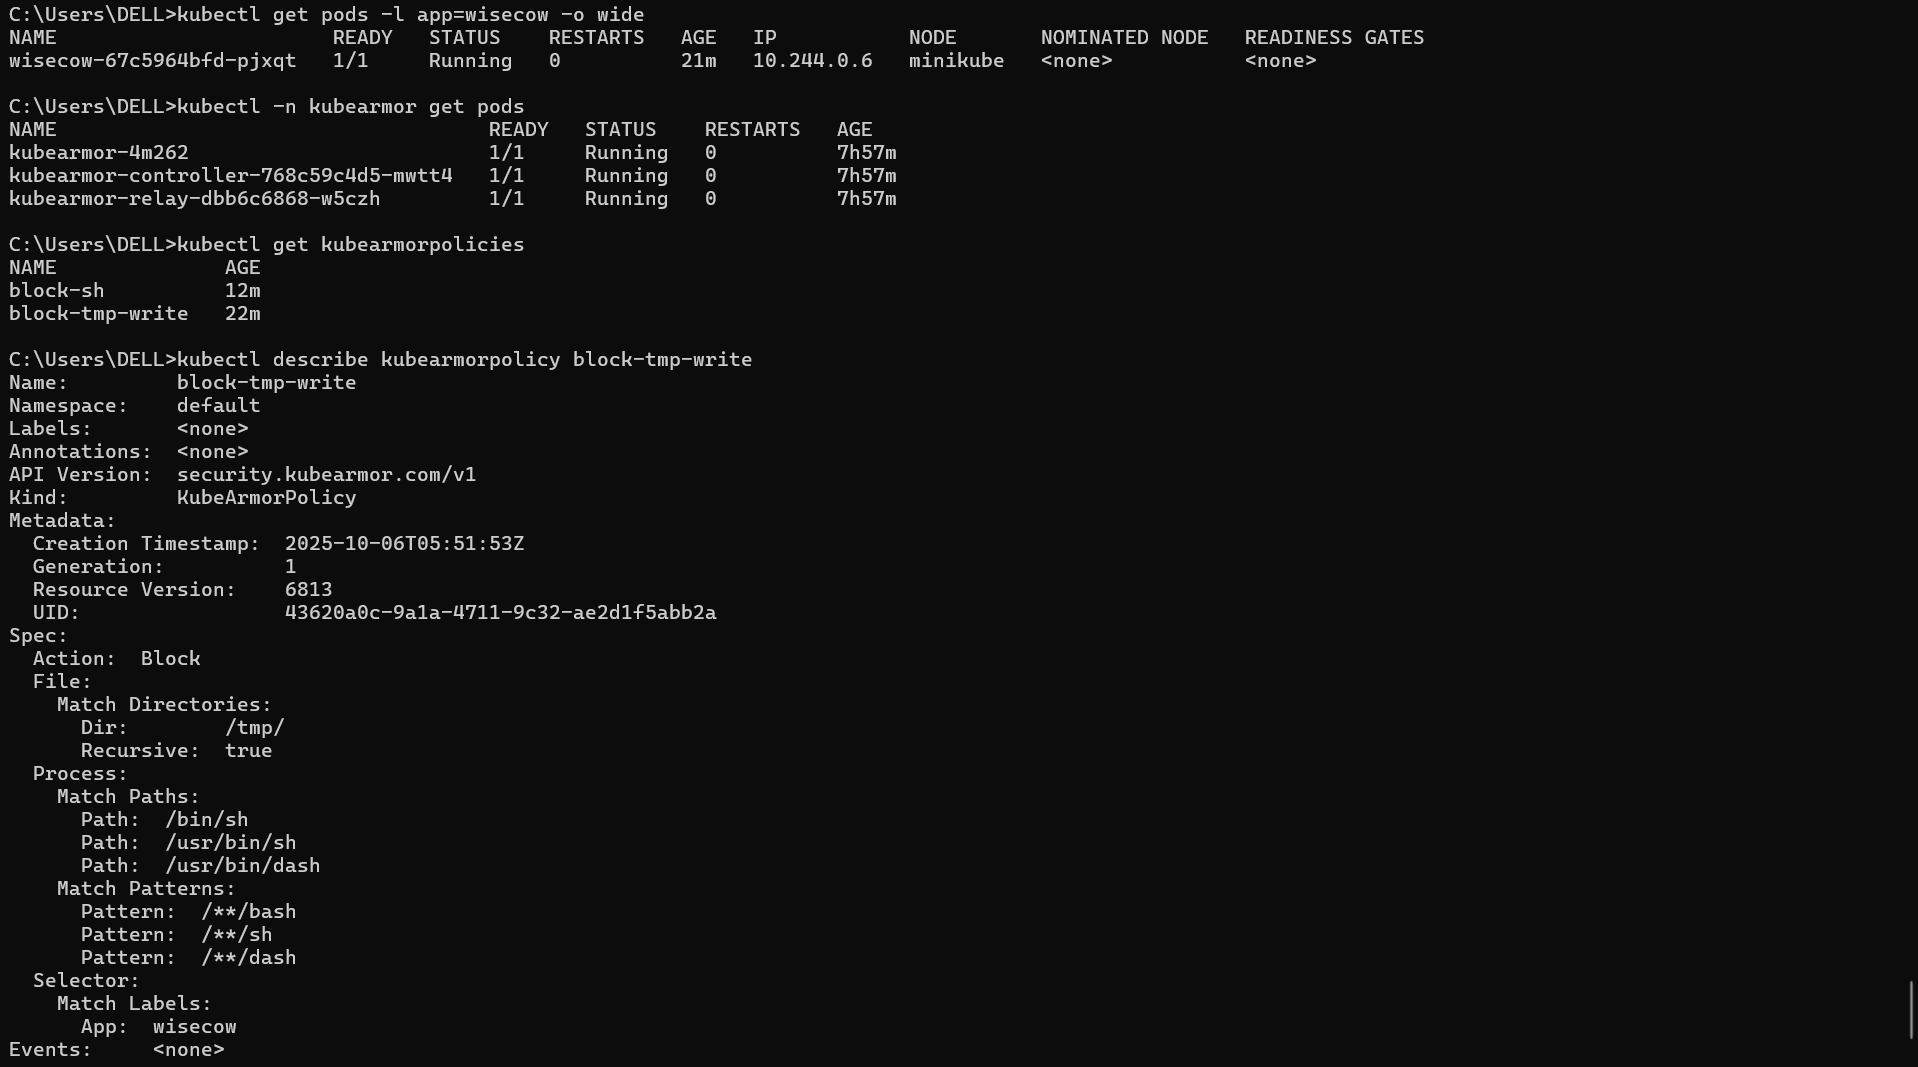 C:\Users\DELL>kubectl get pods -l app=wisecow -o wide
NAME                       READY   STATUS    RESTARTS   AGE   IP           NODE       NOMINATED NODE   READINESS GATES
wisecow-67c5964bfd-pjxqt   1/1     Running   0          21m   10.244.0.6   minikube   <none>           <none>

C:\Users\DELL>kubectl -n kubearmor get pods
NAME                                    READY   STATUS    RESTARTS   AGE
kubearmor-4m262                         1/1     Running   0          7h57m
kubearmor-controller-768c59c4d5-mwtt4   1/1     Running   0          7h57m
kubearmor-relay-dbb6c6868-w5czh         1/1     Running   0          7h57m

C:\Users\DELL>kubectl get kubearmorpolicies
NAME              AGE
block-sh          12m
block-tmp-write   22m

C:\Users\DELL>kubectl describe kubearmorpolicy block-tmp-write
Name:         block-tmp-write
Namespace:    default
Labels:       <none>
Annotations:  <none>
API Version:  security.kubearmor.com/v1
Kind:         KubeArmorPolicy
Metadata:
  Creation Timestamp:  2025-10-06T05:51:53Z
  Generation:          1
  Resource Version:    6813
  UID:                 43620a0c-9a1a-4711-9c32-ae2d1f5abb2a
Spec:
  Action:  Block
  File:
    Match Directories:
      Dir:        /tmp/
      Recursive:  true
  Process:
    Match Paths:
      Path:  /bin/sh
      Path:  /usr/bin/sh
      Path:  /usr/bin/dash
    Match Patterns:
      Pattern:  /**/bash
      Pattern:  /**/sh
      Pattern:  /**/dash
  Selector:
    Match Labels:
      App:  wisecow
Events:     <none>